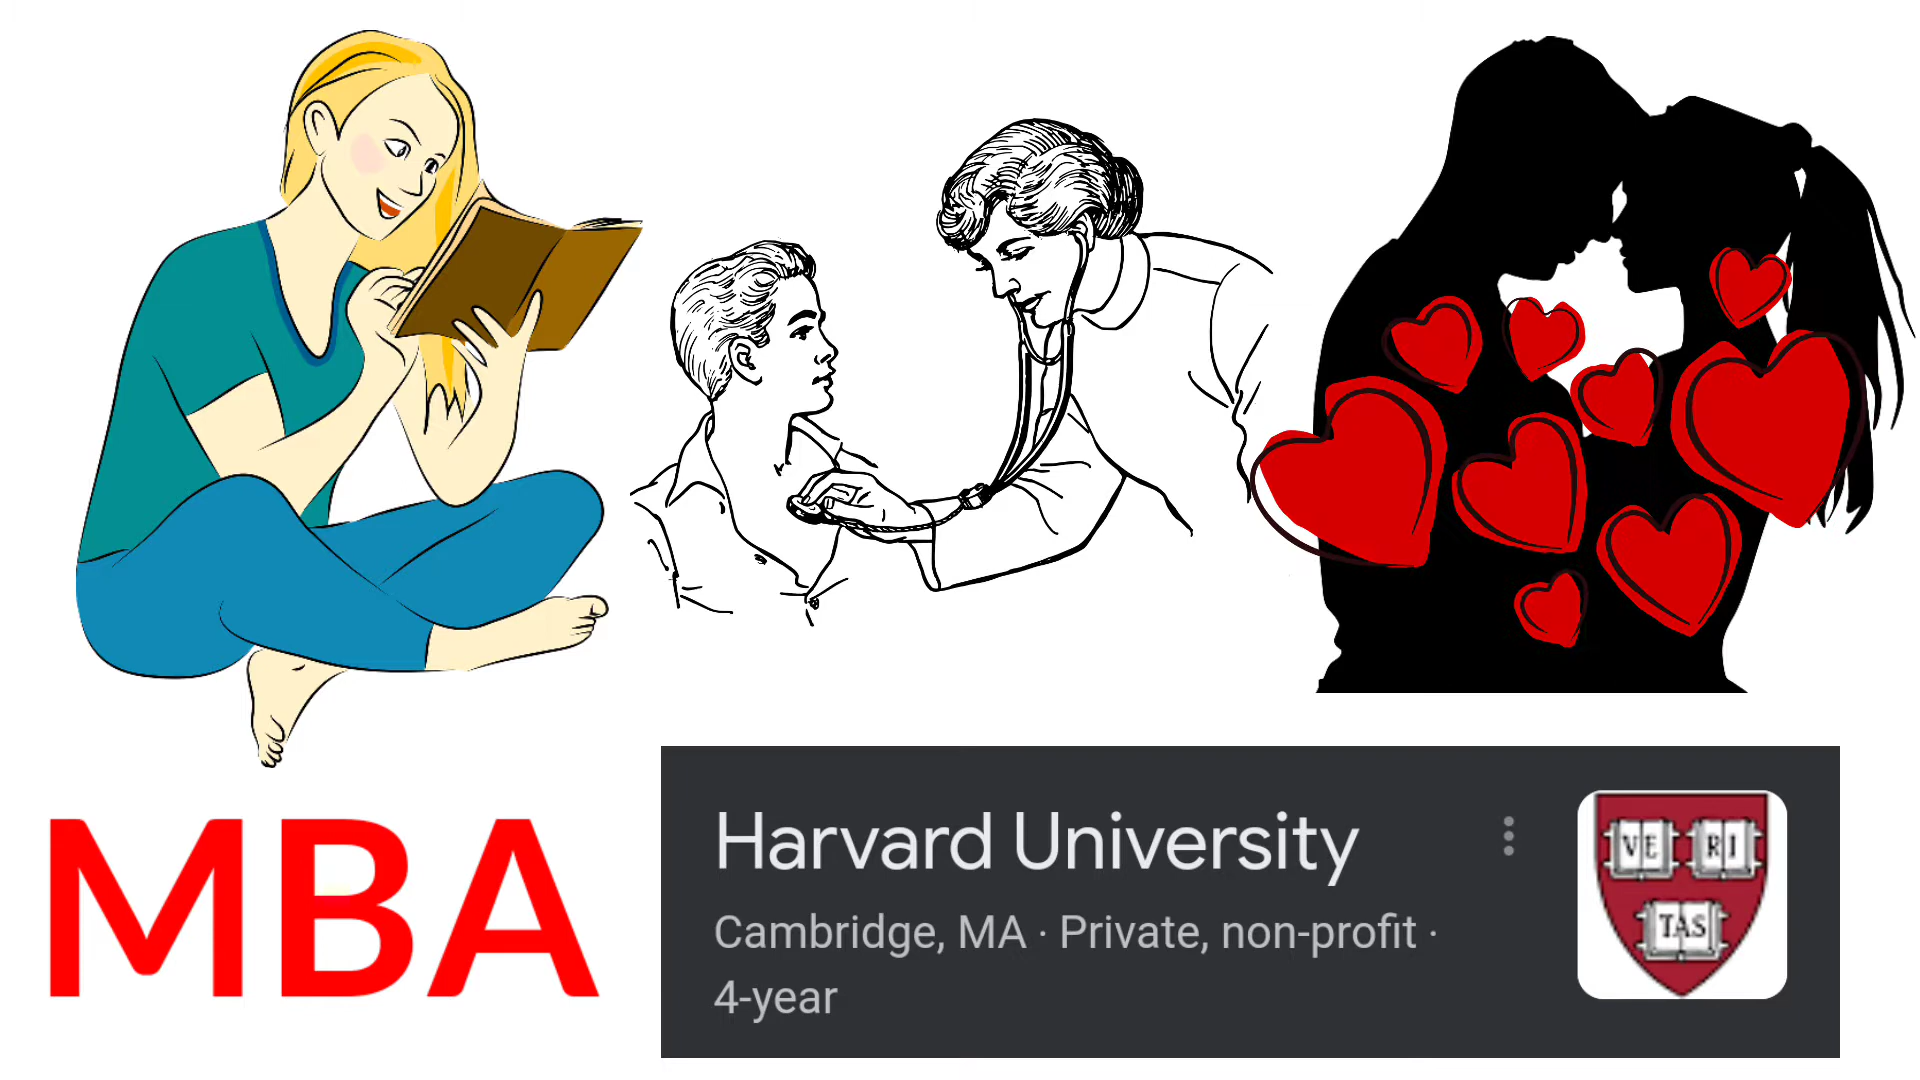 MBA
Harvard University
Cambridge, MA · Private, non-profit ·
4-year
VE RI
TAS